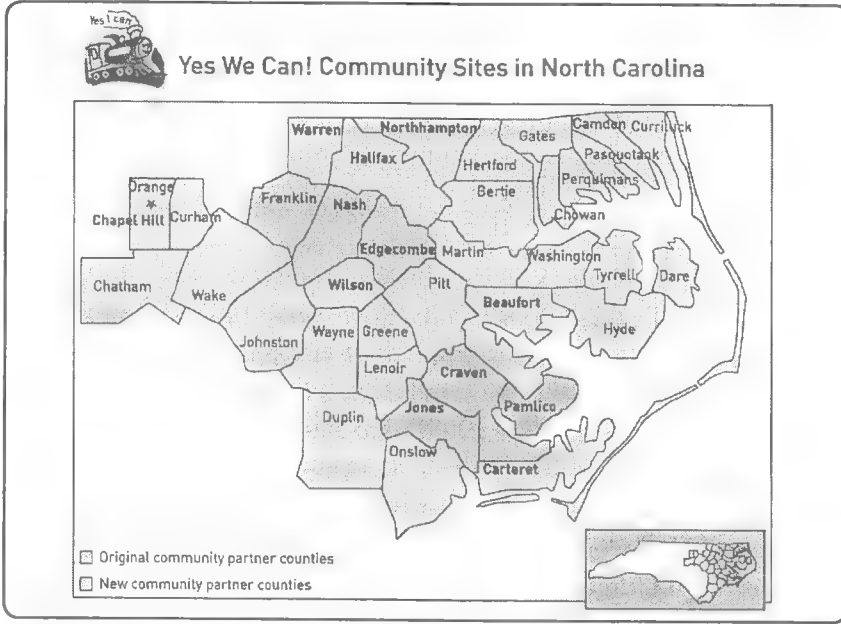 Yes I can
Yes We Can! Community Sites in North Carolina
Warren
Northhampton
Gates
Camden
Currituck
Halifax
Hertford
Pasquotank
Perquimans
Orange
Franklin
Nash
Bertie
Chapel Hill
Curham
Chowan
Edgecombe
Martin
Washington
Chatham
Wake
Wilson
Pitt
Tyrrell
Dare
Beaufort
Johnston
Wayne
Greene
Hyde
Lenoir
Craven
Duplin
Jones
Pamlico
Onslow
Carteret
Original community partner counties
New community partner counties